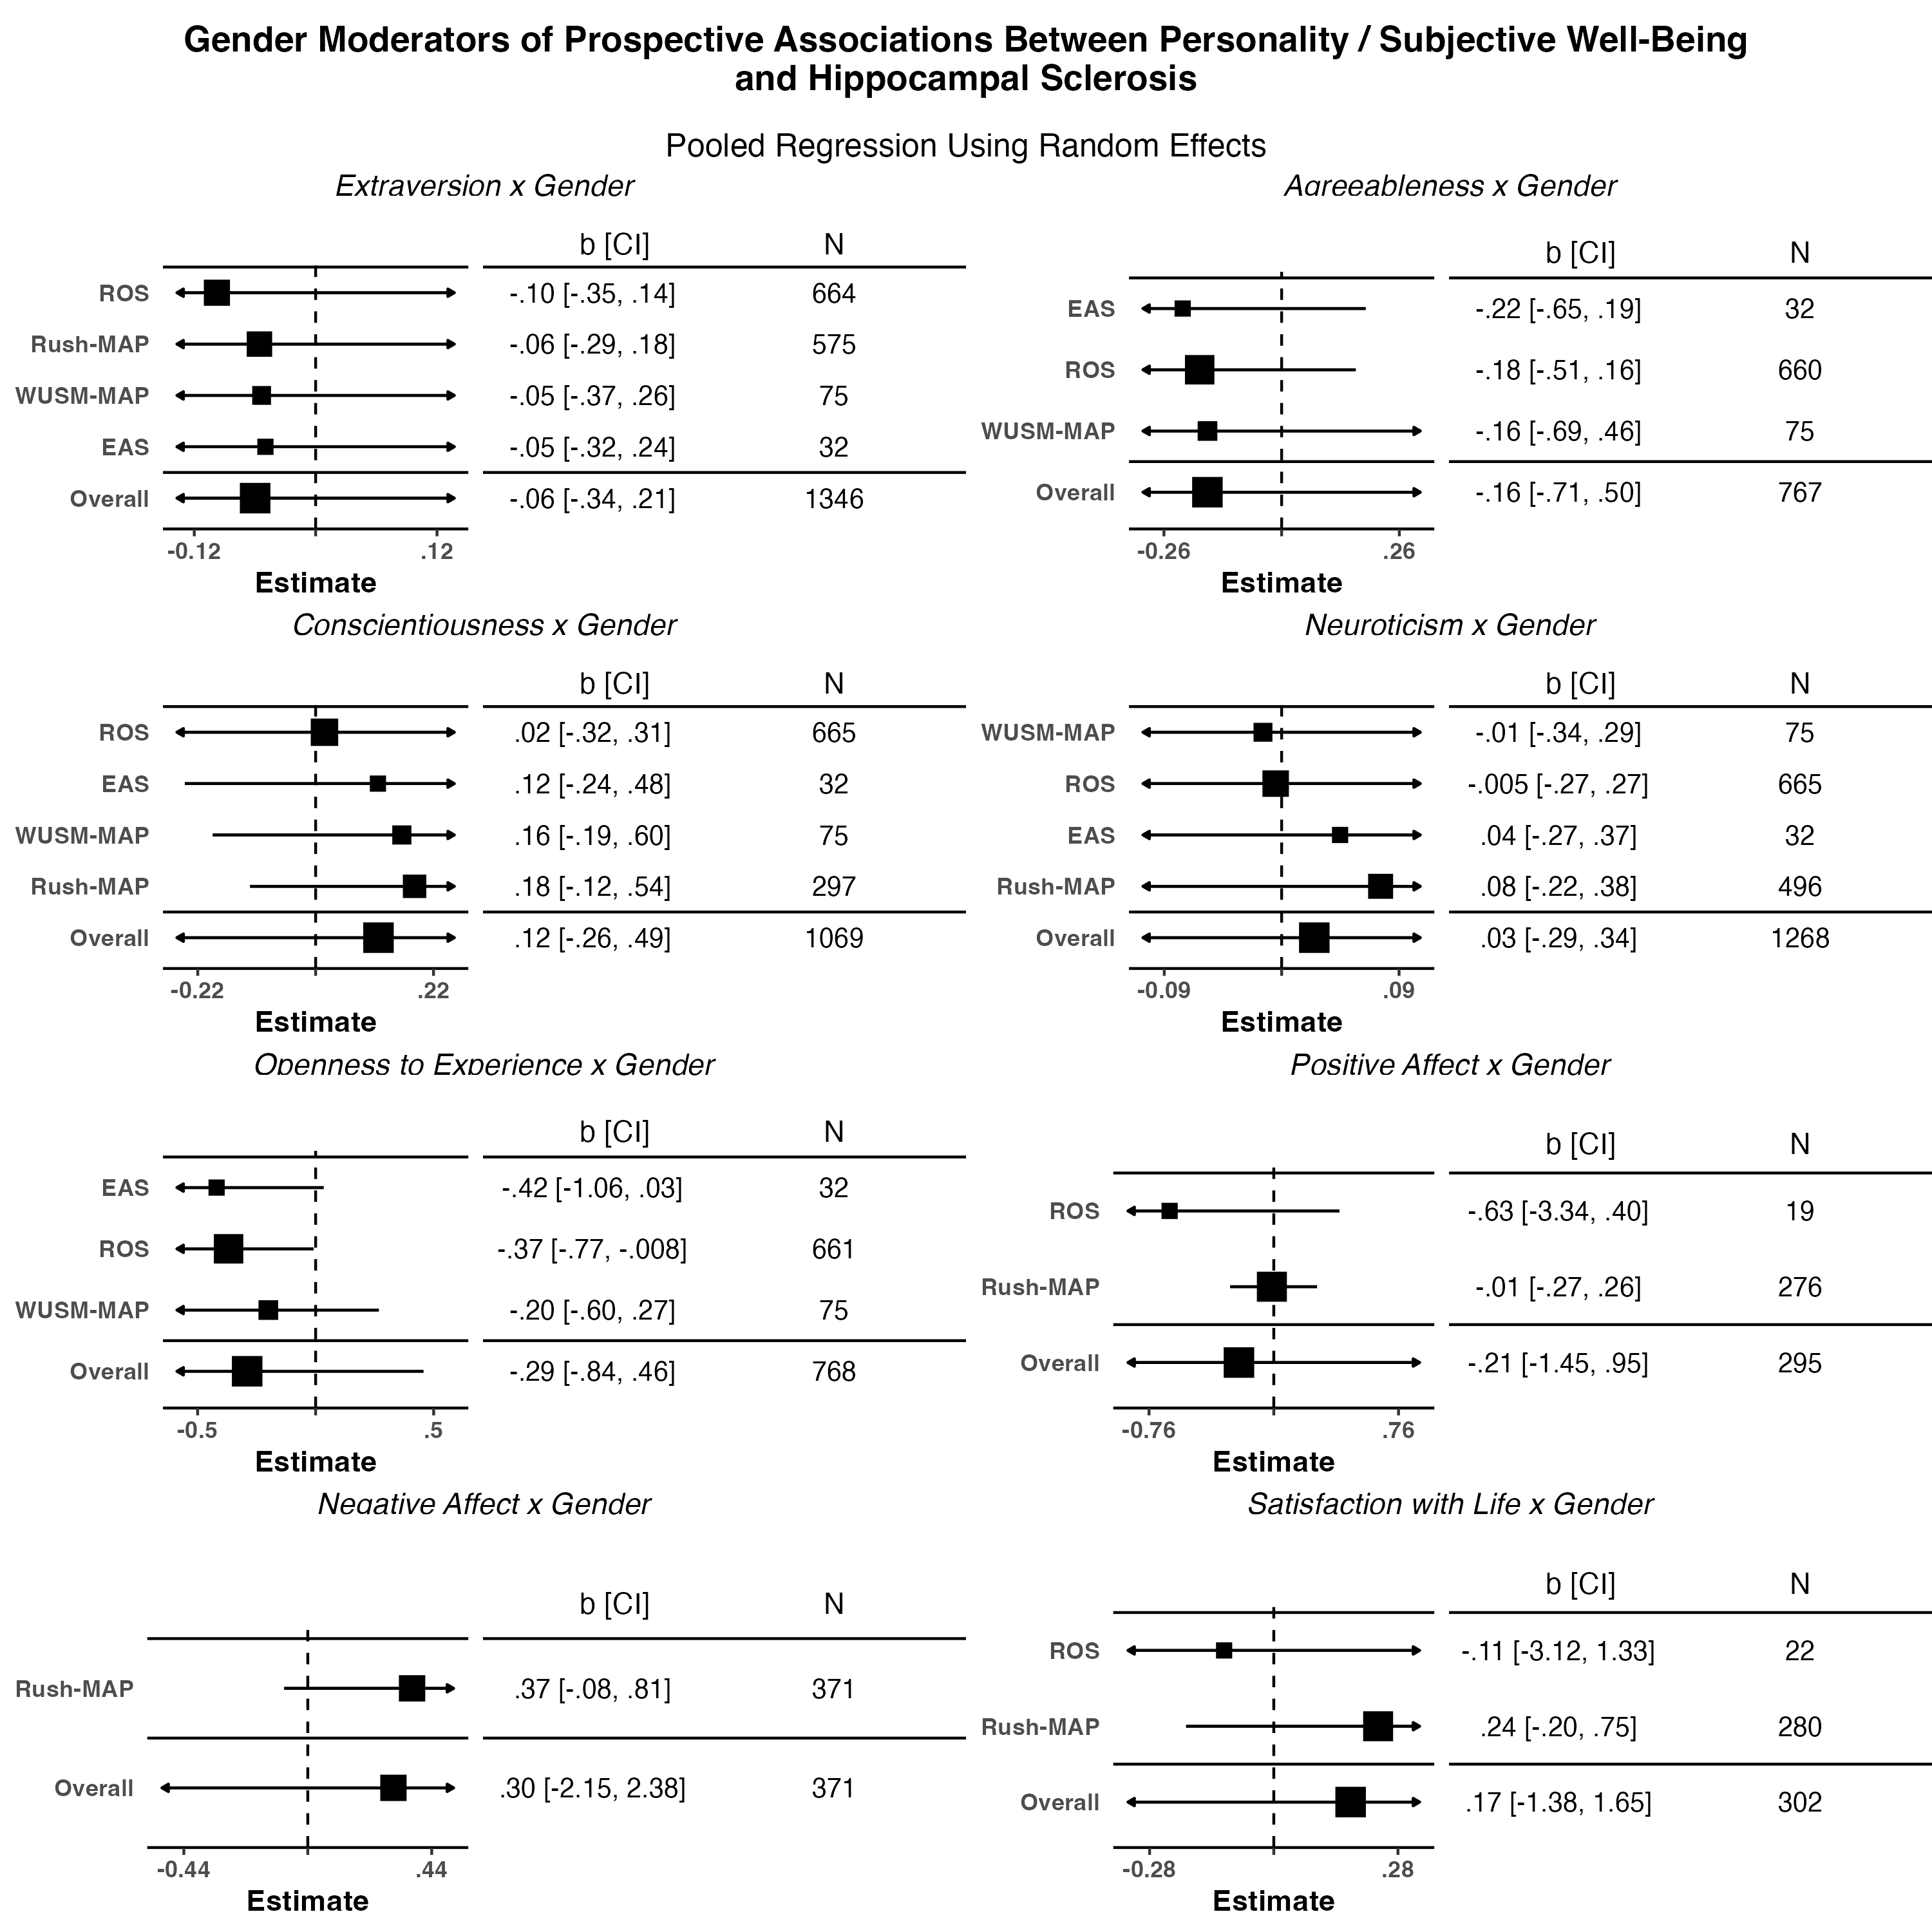 Gender Moderators of Prospective Associations Between Personality / Subjective Well-Being
and Hippocampal Sclerosis
Pooled Regression Using Random Effects
Extraversion x Gender
b [CI] N
ROS -.10 [-.35, .14] 664
Rush-MAP -.06 [-.29, .18] 575
WUSM-MAP -.05 [-.37, .26] 75
EAS -.05 [-.32, .24] 32
Overall -.06 [-.34, .21] 1346
-0.12 .12
Estimate
Agreeableness x Gender
b [CI] N
EAS -.22 [-.65, .19] 32
ROS -.18 [-.51, .16] 660
WUSM-MAP -.16 [-.69, .46] 75
Overall -.16 [-.71, .50] 767
-0.26 .26
Estimate
Conscientiousness x Gender
b [CI] N
ROS .02 [-.32, .31] 665
EAS .12 [-.24, .48] 32
WUSM-MAP .16 [-.19, .60] 75
Rush-MAP .18 [-.12, .54] 297
Overall .12 [-.26, .49] 1069
-0.22 .22
Estimate
Neuroticism x Gender
b [CI] N
WUSM-MAP -.01 [-.34, .29] 75
ROS -.005 [-.27, .27] 665
EAS .04 [-.27, .37] 32
Rush-MAP .08 [-.22, .38] 496
Overall .03 [-.29, .34] 1268
-0.09 .09
Estimate
Openness to Experience x Gender
b [CI] N
EAS -.42 [-1.06, .03] 32
ROS -.37 [-.77, -.008] 661
WUSM-MAP -.20 [-.60, .27] 75
Overall -.29 [-.84, .46] 768
-0.5 .5
Estimate
Positive Affect x Gender
b [CI] N
ROS -.63 [-3.34, .40] 19
Rush-MAP -.01 [-.27, .26] 276
Overall -.21 [-1.45, .95] 295
-0.76 .76
Estimate
Negative Affect x Gender
b [CI] N
Rush-MAP .37 [-.08, .81] 371
Overall .30 [-2.15, 2.38] 371
-0.44 .44
Estimate
Satisfaction with Life x Gender
b [CI] N
ROS -.11 [-3.12, 1.33] 22
Rush-MAP .24 [-.20, .75] 280
Overall .17 [-1.38, 1.65] 302
-0.28 .28
Estimate